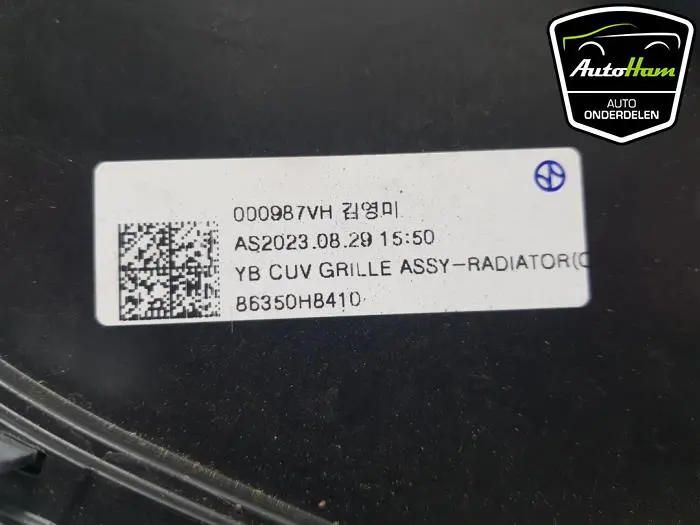 AutoHam
AUTO
ONDERDELEN
000987VH 김영미
AS2023.08.29 15:50
YB CUV GRILLE ASSY-RADIATOR(
86350H8410